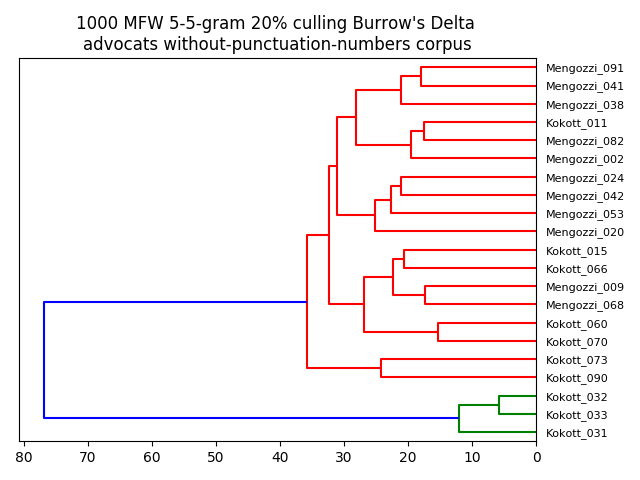 1000 MFW 5-5-gram 20% culling Burrow's Delta
advocats without-punctuation-numbers corpus
Mengozzi_091
Mengozzi_041
Mengozzi_038
Kokott_011
Mengozzi_082
Mengozzi_002
Mengozzi_024
Mengozzi_042
Mengozzi_053
Mengozzi_020
Kokott_015
Kokott_066
Mengozzi_009
Mengozzi_068
Kokott_060
Kokott_070
Kokott_073
Kokott_090
Kokott_032
Kokott_033
Kokott_031
80 70 60 50 40 30 20 10 0